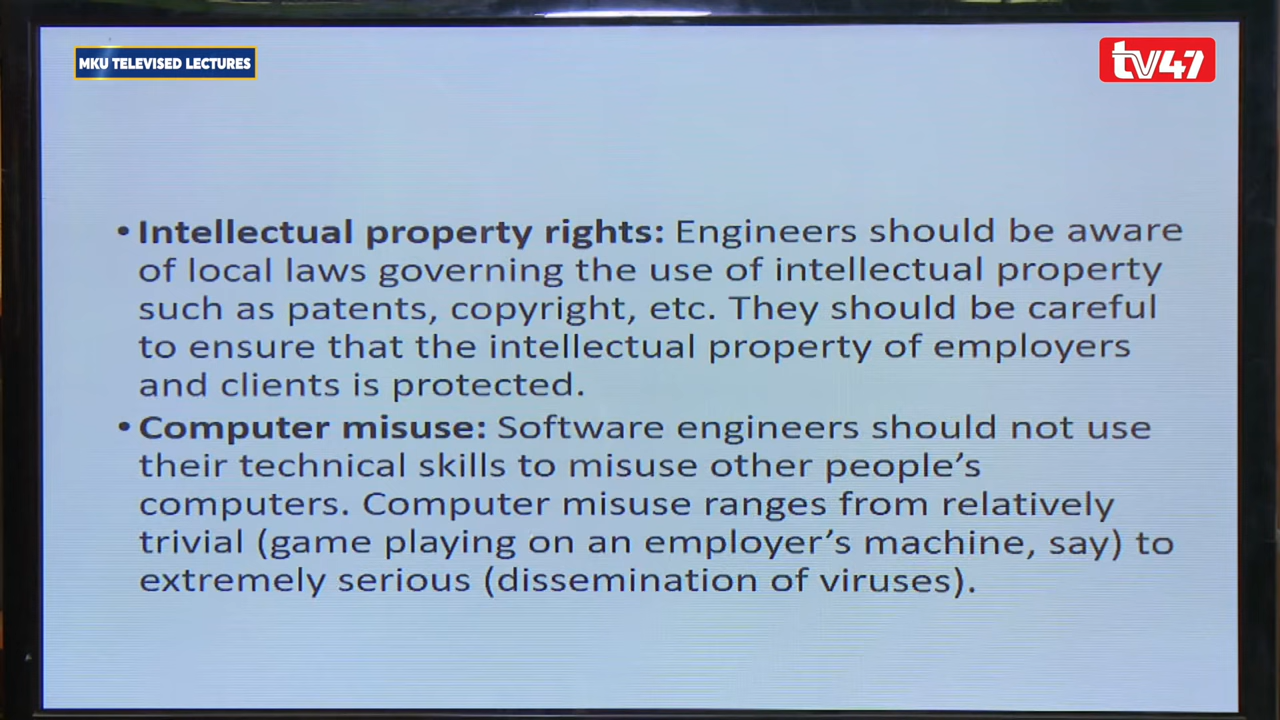 MKU TELEVISED LECTURES
tv47
• Intellectual property rights: Engineers should be aware
of local laws governing the use of intellectual property
such as patents, copyright, etc. They should be careful
to ensure that the intellectual property of employers
and clients is protected.
• Computer misuse: Software engineers should not use
their technical skills to misuse other people’s
computers. Computer misuse ranges from relatively
trivial (game playing on an employer’s machine, say) to
extremely serious (dissemination of viruses).